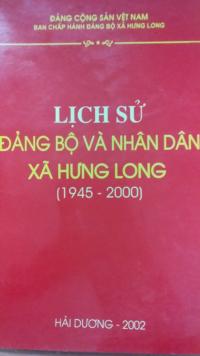 ĐẢNG CỘNG SẢN VIỆT NAM
BAN CHẤP HÀNH ĐẢNG BỘ XÃ HƯNG LONG
LỊCH SỬ
ĐẢNG BỘ VÀ NHÂN DÂN
XÃ HƯNG LONG
(1945 - 2000)
HẢI DƯƠNG - 2002